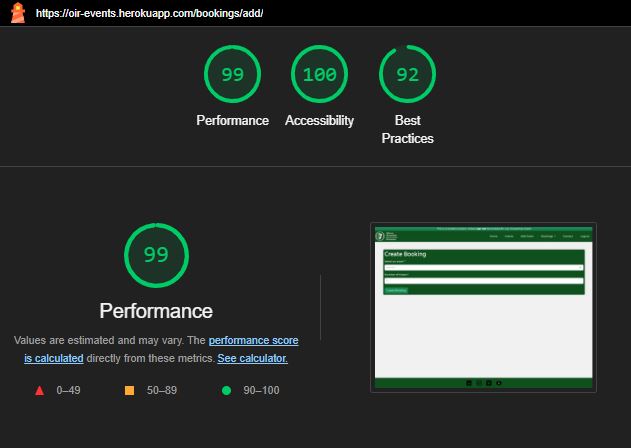 https://oir-events.herokuapp.com/bookings/add/
99 100 92
Performance Accessibility Best
Practices
99
Performance
Values are estimated and may vary. The performance score
is calculated directly from these metrics. See calculator.
0–49 50–89 90–100
Create Booking
Create Booking